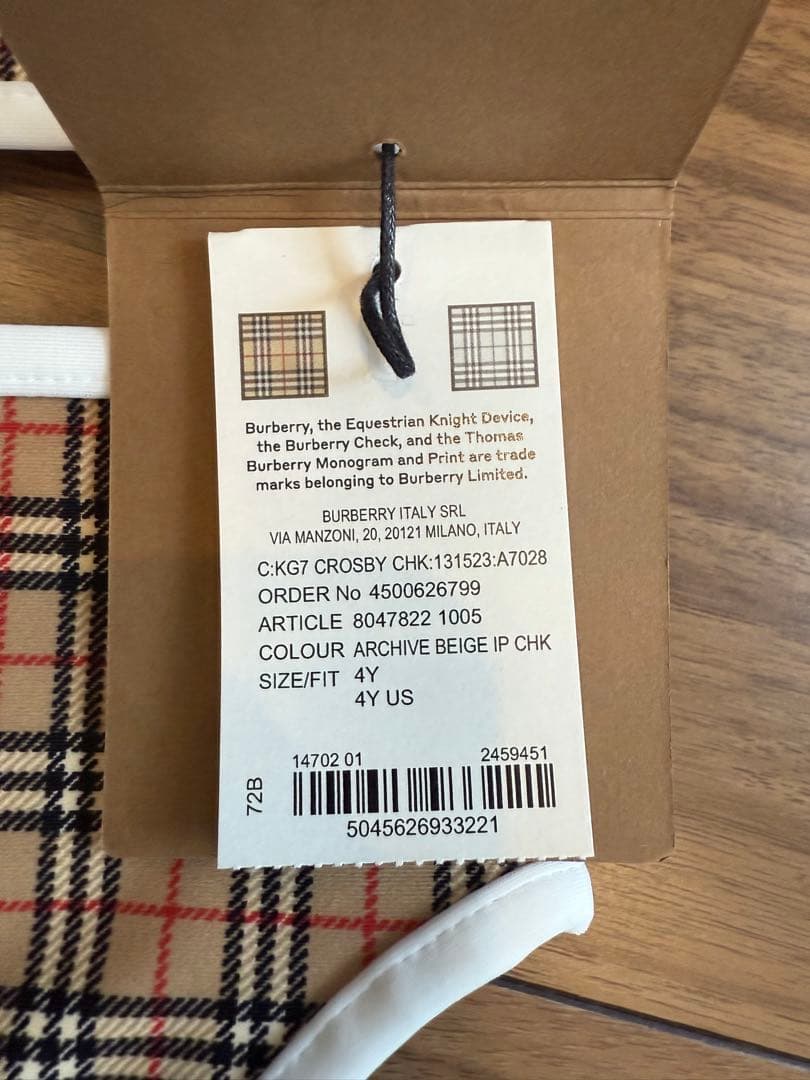 Burberry, the Equestrian Knight Device,
the Burberry Check, and the Thomas
Burberry Monogram and Print are trade
marks belonging to Burberry Limited.
BURBERRY ITALY SRL
VIA MANZONI, 20, 20121 MILANO, ITALY
C:KG7 CROSBY CHK:131523:A7028
ORDER No 4500626799
ARTICLE 8047822 1005
COLOUR ARCHIVE BEIGE IP CHK
SIZE/FIT 4Y
4Y US
14702 01 2459451
72B
5045626933221